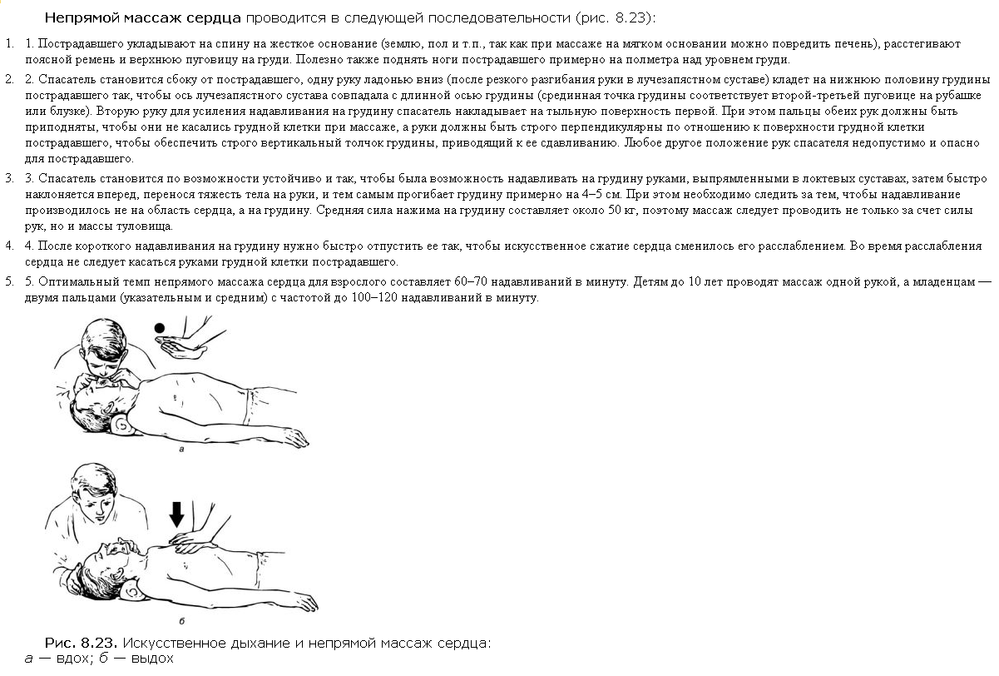 Непрямой массаж сердца проводится в следующей последовательности (рис. 8.23):
1. 1. Пострадавшего укладывают на спину на жесткое основание (землю, пол и т.п., так как при массаже на мягком основании можно повредить печень), расстегивают
поясной ремень и верхнюю пуговицу на груди. Полезно также поднять ноги пострадавшего примерно на полметра над уровнем груди.
2. 2. Спасатель становится сбоку от пострадавшего, одну руку ладонью вниз (после резкого разгибания руки в лучезапястном суставе) кладет на нижнюю половину грудины
пострадавшего так, чтобы ось лучезапястного сустава совпадала с длинной осью грудины (срединная точка грудины соответствует второй-третьей пуговице на рубашке
или блузке). Вторую руку для усиления надавливания на грудину спасатель накладывает на тыльную поверхность первой. При этом пальцы обеих рук должны быть
приподняты, чтобы они не касались грудной клетки при массаже, а руки должны быть строго перпендикулярны по отношению к поверхности грудной клетки
пострадавшего, чтобы обеспечить строго вертикальный толчок грудины, приводящий к ее сдавливанию. Любое другое положение рук спасателя недопустимо и опасно
для пострадавшего.
3. 3. Спасатель становится по возможности устойчиво и так, чтобы была возможность надавливать на грудину руками, выпрямленными в локтевых суставах, затем быстро
наклоняется вперед, перенося тяжесть тела на руки, и тем самым прогибает грудину примерно на 4–5 см. При этом необходимо следить за тем, чтобы надавливание
производилось не на область сердца, а на грудину. Средняя сила нажима на грудину составляет около 50 кг, поэтому массаж следует проводить не только за счет силы
рук, но и массы туловища.
4. 4. После короткого надавливания на грудину нужно быстро отпустить ее так, чтобы искусственное сжатие сердца сменилось его расслаблением. Во время расслабления
сердца не следует касаться руками грудной клетки пострадавшего.
5. 5. Оптимальный темп непрямого массажа сердца для взрослого составляет 60–70 надавливаний в минуту. Детям до 10 лет проводят массаж одной рукой, а младенцам —
двумя пальцами (указательным и средним) с частотой до 100–120 надавливаний в минуту.
а
б
Рис. 8.23. Искусственное дыхание и непрямой массаж сердца:
а — вдох; б — выдох